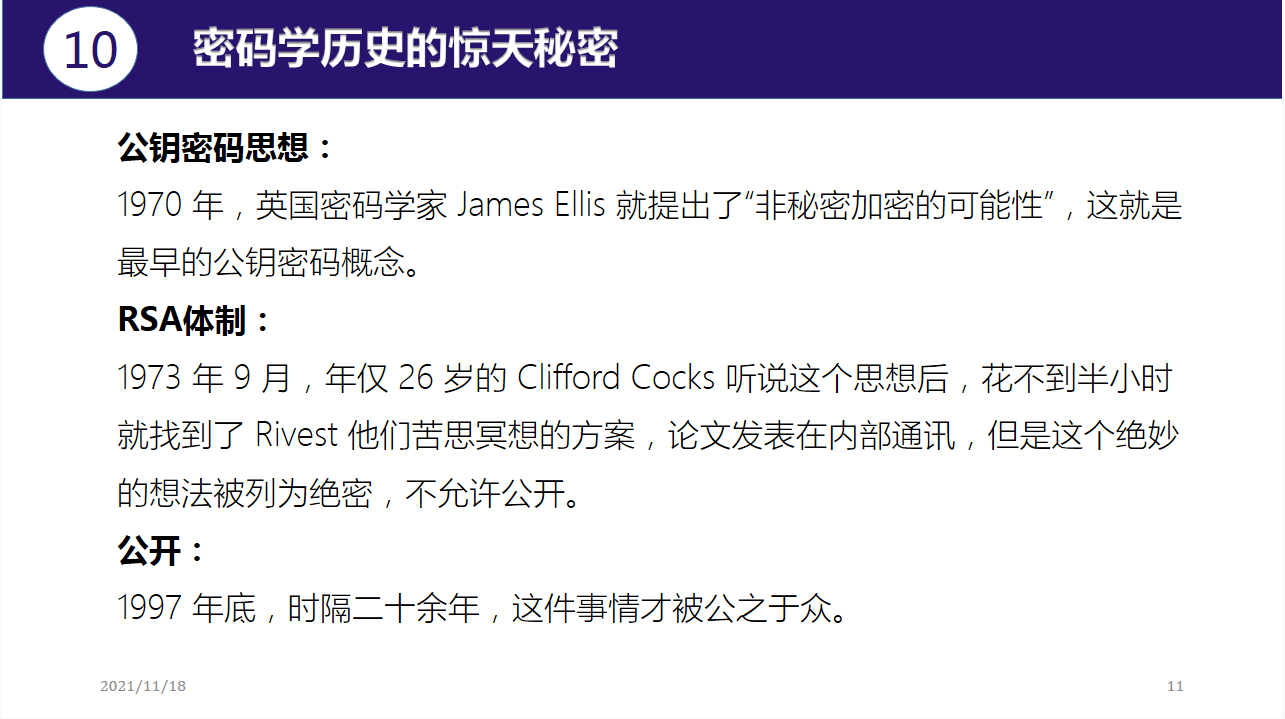 10
密码学历史的惊天秘密
公钥密码思想：
1970 年，英国密码学家 James Ellis 就提出了“非秘密加密的可能性”，这就是
最早的公钥密码概念。
RSA体制：
1973 年 9 月，年仅 26 岁的 Clifford Cocks 听说这个思想后，花不到半小时
就找到了 Rivest 他们苦思冥想的方案，论文发表在内部通讯，但是这个绝妙
的想法被列为绝密，不允许公开。
公开：
1997 年底，时隔二十余年，这件事情才被公之于众。
2021/11/18
11